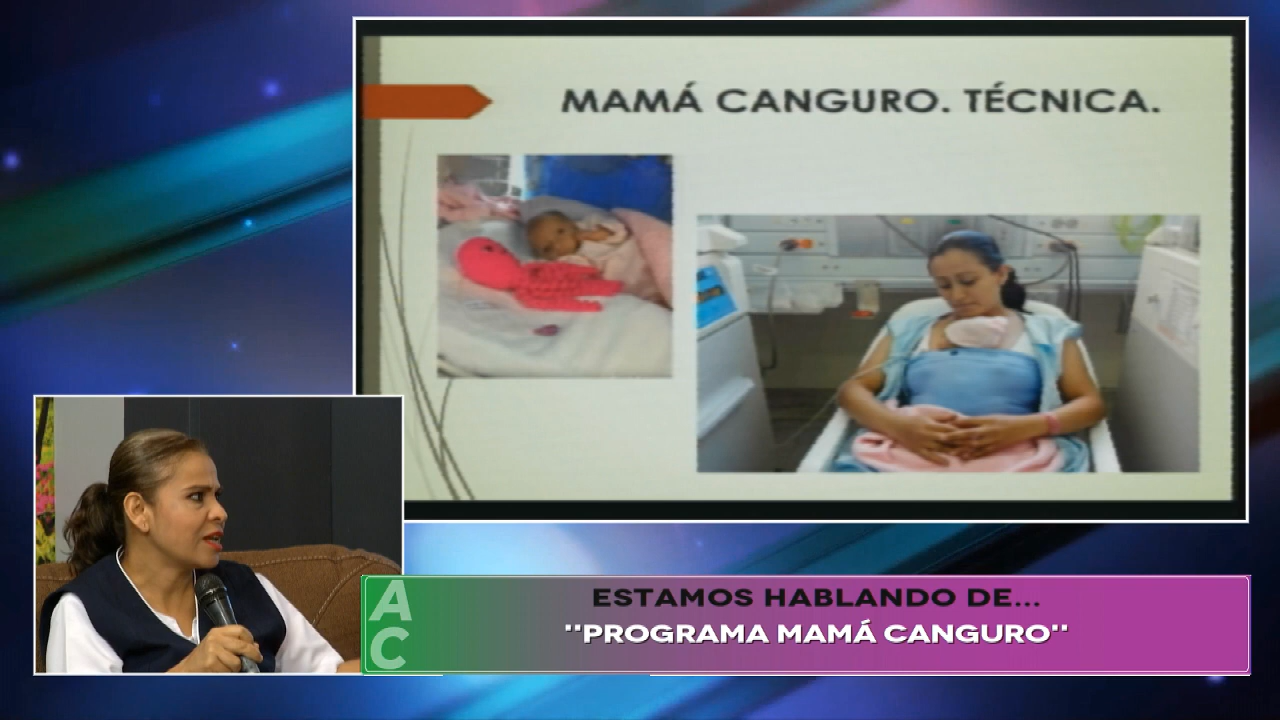 MAMÁ CANGURO. TÉCNICA.
AC
ESTAMOS HABLANDO DE...
"PROGRAMA MAMÁ CANGURO"